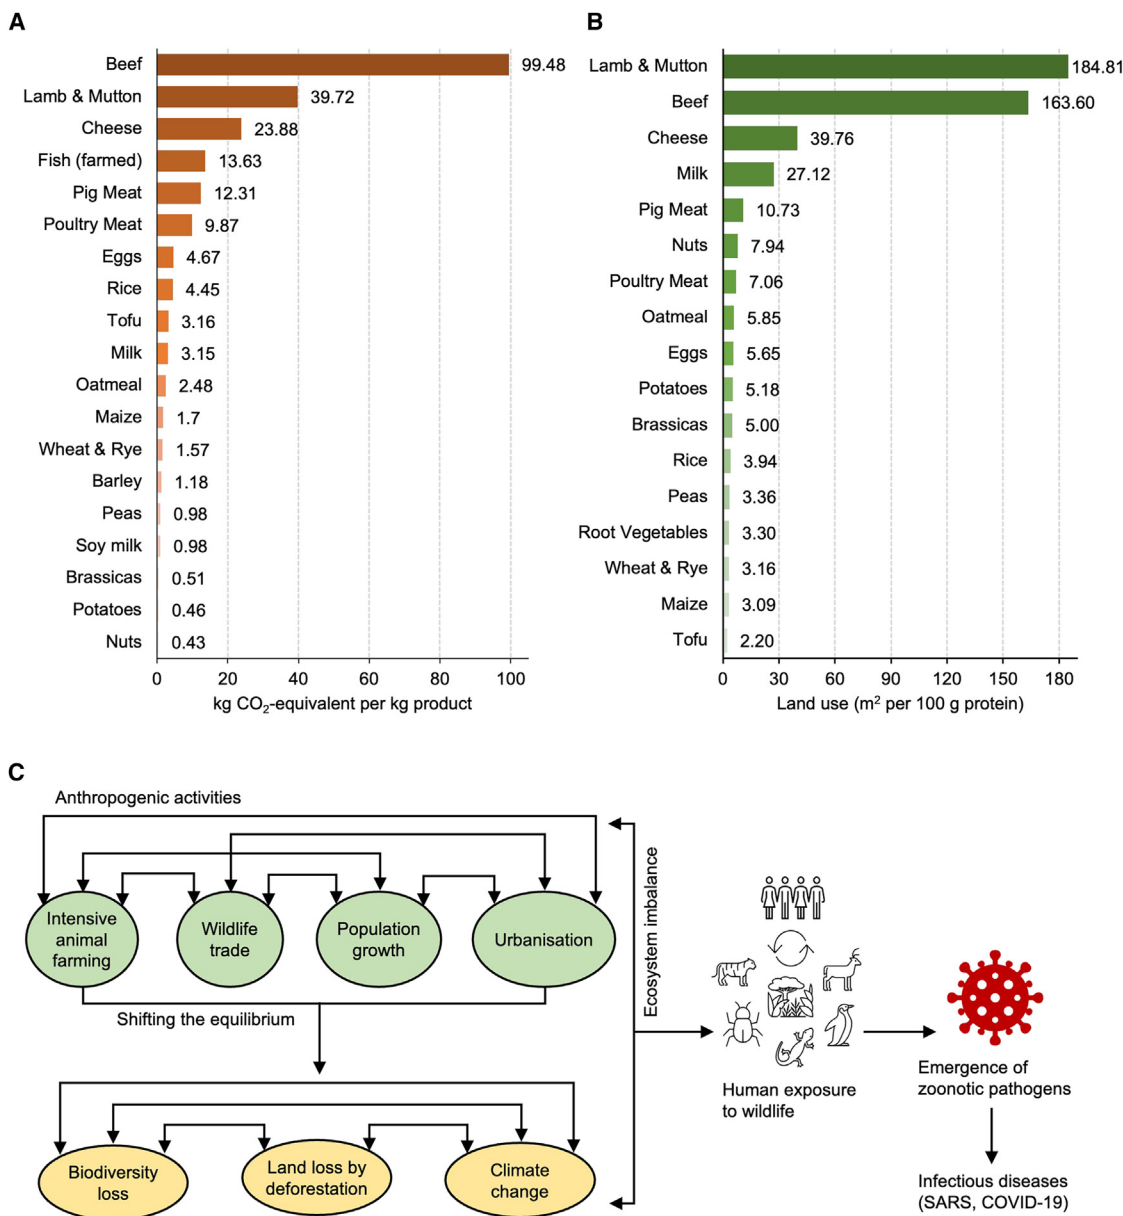 A
Beef 99.48
Lamb & Mutton 39.72
Cheese 23.88
Fish (farmed) 13.63
Pig Meat 12.31
Poultry Meat 9.87
Eggs 4.67
Rice 4.45
Tofu 3.16
Milk 3.15
Oatmeal 2.48
Maize 1.7
Wheat & Rye 1.57
Barley 1.18
Peas 0.98
Soy milk 0.98
Brassicas 0.51
Potatoes 0.46
Nuts 0.43
0 20 40 60 80 100
kg CO₂-equivalent per kg product
B
Lamb & Mutton 184.81
Beef 163.60
Cheese 39.76
Milk 27.12
Pig Meat 10.73
Nuts 7.94
Poultry Meat 7.06
Oatmeal 5.85
Eggs 5.65
Potatoes 5.18
Brassicas 5.00
Rice 3.94
Peas 3.36
Root Vegetables 3.30
Wheat & Rye 3.16
Maize 3.09
Tofu 2.20
0 30 60 90 120 150 180
Land use (m² per 100 g protein)
C
Anthropogenic activities
Intensive
animal
farming
Wildlife
trade
Population
growth
Urbanisation
Shifting the equilibrium
Biodiversity
loss
Land loss by
deforestation
Climate
change
Ecosystem imbalance
Human exposure
to wildlife
Emergence of
zoonotic pathogens
Infectious diseases
(SARS, COVID-19)